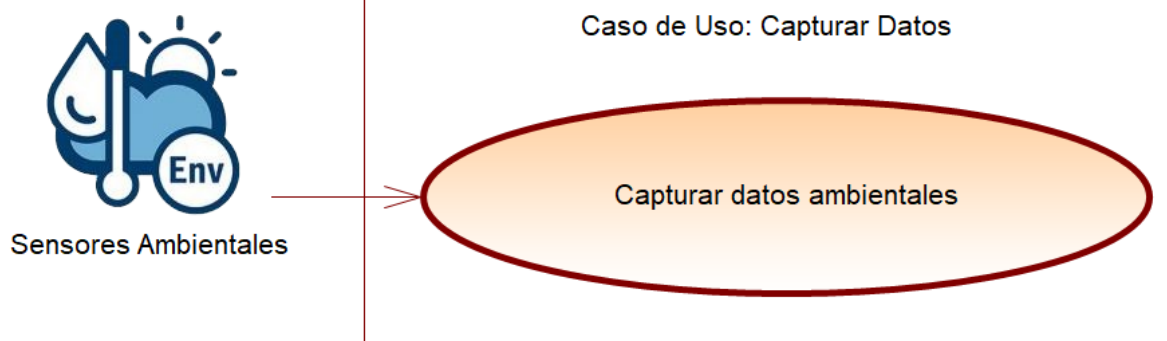 Caso de Uso: Capturar Datos
Env
Capturar datos ambientales
Sensores Ambientales